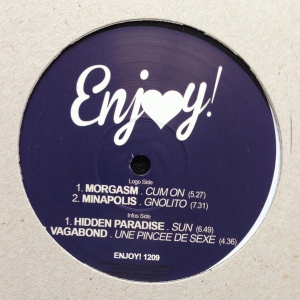 Enjoy!
Logo Side
1. MORGASM . CUM ON (5.27)
2. MINAPOLIS . GNOLITO (7.31)
Infos Side
1. HIDDEN PARADISE . SUN (6.49)
VAGABOND . UNE PINCEE DE SEXE (4.36)
ENJOY! 1209